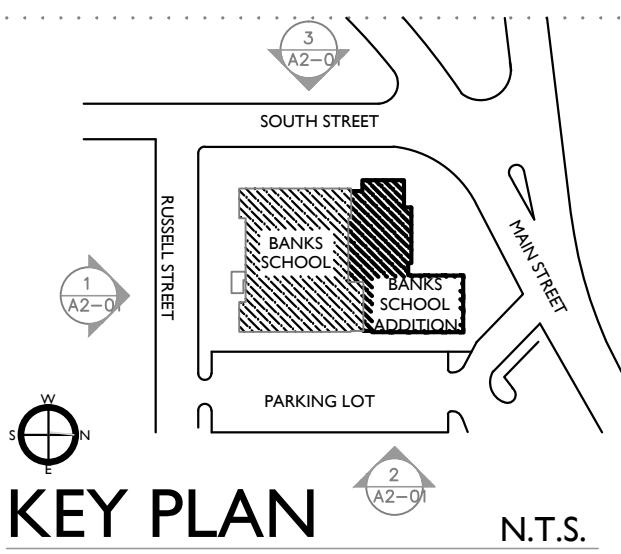 3
A2-01
SOUTH STREET
RUSSELL STREET
MAIN STREET
BANKS
SCHOOL
BANKS
SCHOOL
ADDITION
1
A2-01
PARKING LOT
W
S
N
E
2
A2-01
KEY PLAN
N.T.S.